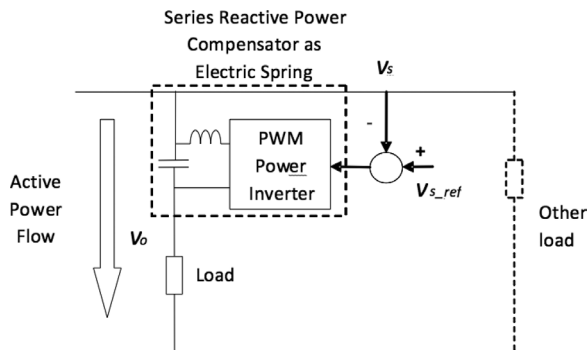 Series Reactive Power
Compensator as
Electric Spring
Vs
-
PWM
Power
Inverter
+
Vs_ref
Active
Power
Flow
Vo
Load
Other
load